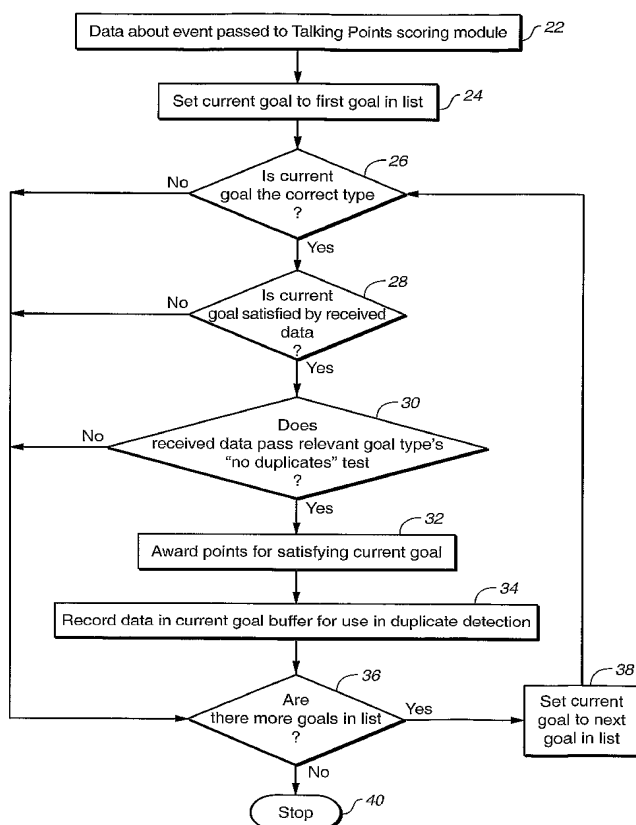 Data about event passed to Talking Points scoring module
22
Set current goal to first goal in list
24
26
Is current
goal the correct type
?
No
Yes
28
Is current
goal satisfied by received
data
?
No
Yes
30
Does
received data pass relevant goal type's
"no duplicates" test
?
No
Yes
32
Award points for satisfying current goal
34
Record data in current goal buffer for use in duplicate detection
36
Are
there more goals in list
?
Yes
38
Set current
goal to next
goal in list
No
Stop
40